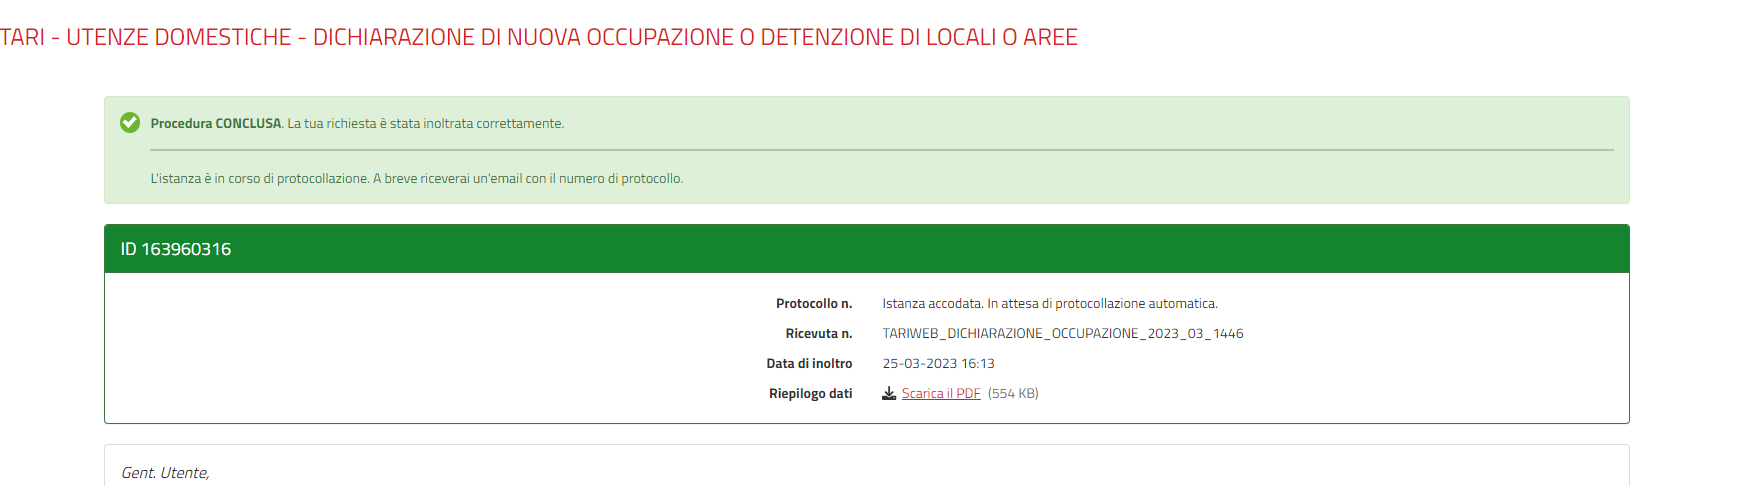 TARI - UTENZE DOMESTICHE - DICHIARAZIONE DI NUOVA OCCUPAZIONE O DETENZIONE DI LOCALI O AREE
Procedura CONCLUSA. La tua richiesta è stata inoltrata correttamente.
L'istanza è in corso di protocollazione. A breve riceverai un'email con il numero di protocollo.
ID 163960316
Protocollo n. Istanza accodata. In attesa di protocollazione automatica.
Ricevuta n. TARIWEB_DICHIARAZIONE_OCCUPAZIONE_2023_03_1446
Data di inoltro 25-03-2023 16:13
Riepilogo dati Scarica il PDF (554 KB)
Gent. Utente,